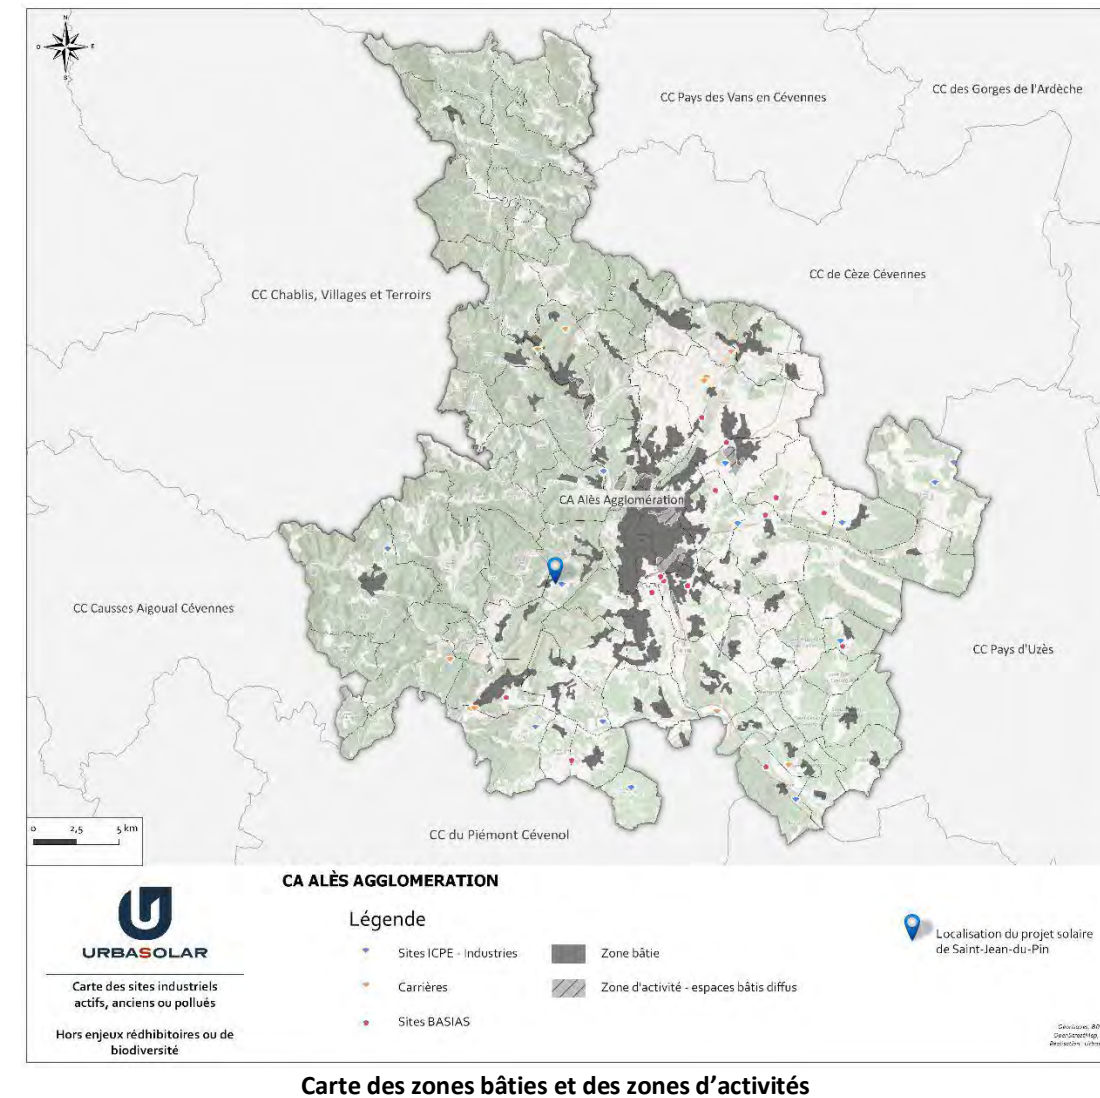 N
O
E
S
CC Pays des Vans en Cévennes
CC des Gorges de l'Ardèche
CC de Cèze Cévennes
CC Chablis, Villages et Terroirs
CA Alès Agglomération
CC Causses Aigoual Cévennes
CC Pays d'Uzès
CC du Piémont Cévenol
0 2,5 5 km
CA ALÈS AGGLOMERATION
Légende
Sites ICPE - Industries
Carrières
Sites BASIAS
Zone bâtie
Zone d'activité - espaces bâtis diffus
Localisation du projet solaire
de Saint-Jean-du-Pin
URBASOLAR
Carte des sites industriels
actifs, anciens ou pollués
Hors enjeux rédhibitoires ou de
biodiversité
Carte des zones bâties et des zones d’activités